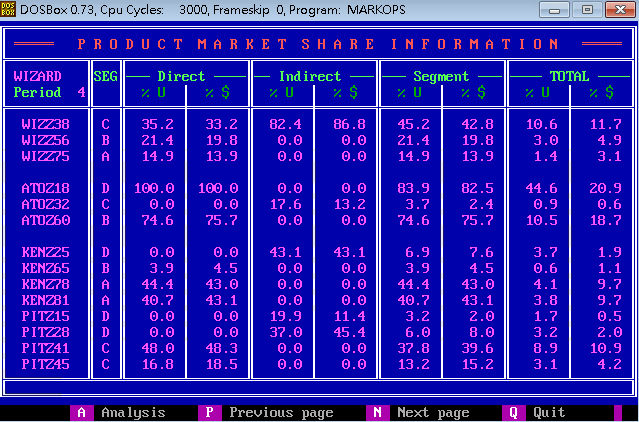 DOS BOX DOSBox 0.73, Cpu Cycles: 3000, Frameskip 0, Program: MARKOPS
PRODUCT MARKET SHARE INFORMATION
WIZARD SEG Direct Indirect Segment TOTAL
Period 4 % U % $ % U % $ % U % $ % U % $
WIZZ38 C 35.2 33.2 82.4 86.8 45.2 42.8 10.6 11.7
WIZZ56 B 21.4 19.8 0.0 0.0 21.4 19.8 3.0 4.9
WIZZ75 A 14.9 13.9 0.0 0.0 14.9 13.9 1.4 3.1
ATOZ18 D 100.0 100.0 0.0 0.0 83.9 82.5 44.6 20.9
ATOZ32 C 0.0 0.0 17.6 13.2 3.7 2.4 0.9 0.6
ATOZ60 B 74.6 75.7 0.0 0.0 74.6 75.7 10.5 18.7
KENZ25 D 0.0 0.0 43.1 43.1 6.9 7.6 3.7 1.9
KENZ65 B 3.9 4.5 0.0 0.0 3.9 4.5 0.6 1.1
KENZ78 A 44.4 43.0 0.0 0.0 44.4 43.0 4.1 9.7
KENZ81 A 40.7 43.1 0.0 0.0 40.7 43.1 3.8 9.7
PITZ15 D 0.0 0.0 19.9 11.4 3.2 2.0 1.7 0.5
PITZ28 D 0.0 0.0 37.0 45.4 6.0 8.0 3.2 2.0
PITZ41 C 48.0 48.3 0.0 0.0 37.8 39.6 8.9 10.9
PITZ45 C 16.8 18.5 0.0 0.0 13.2 15.2 3.1 4.2
A Analysis P Previous page N Next page Q Quit